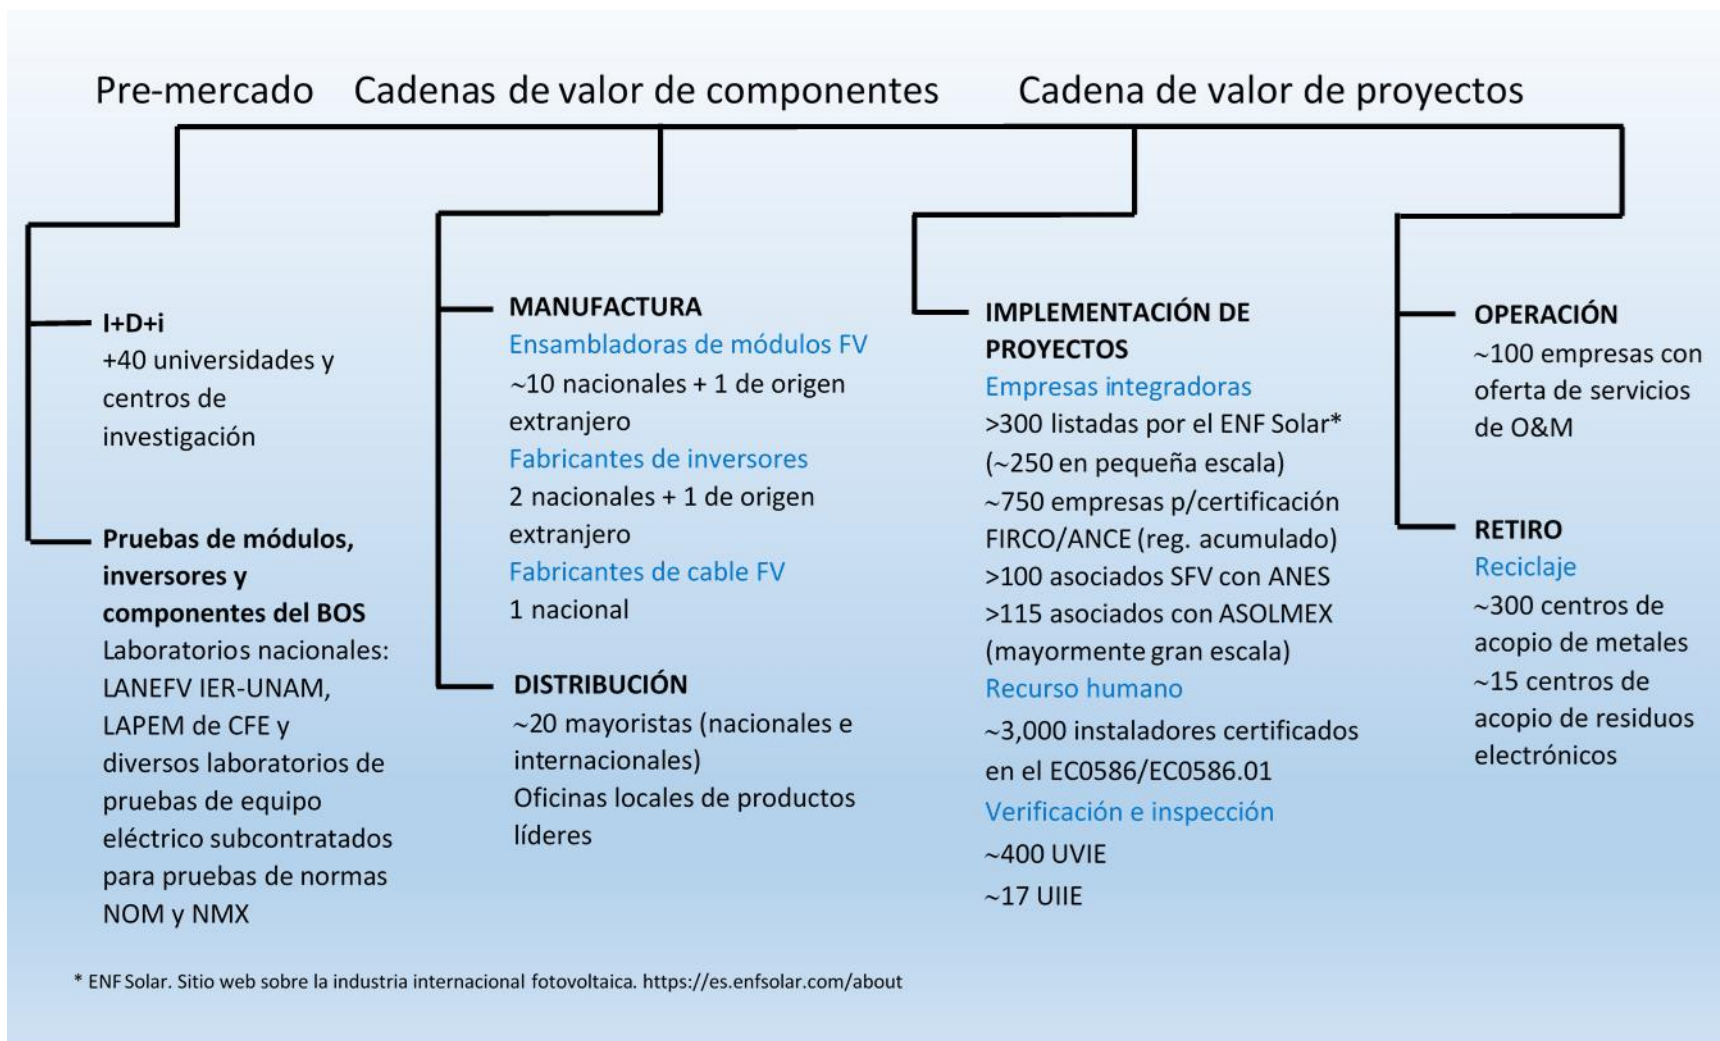 Pre-mercado
Cadenas de valor de componentes
Cadena de valor de proyectos
I+D+i
+40 universidades y
centros de
investigación
Pruebas de módulos,
inversores y
componentes del BOS
Laboratorios nacionales:
LANEFV IER-UNAM,
LAPEM de CFE y
diversos laboratorios de
pruebas de equipo
eléctrico subcontratados
para pruebas de normas
NOM y NMX
MANUFACTURA
Ensambladoras de módulos FV
~10 nacionales + 1 de origen
extranjero
Fabricantes de inversores
2 nacionales + 1 de origen
extranjero
Fabricantes de cable FV
1 nacional
DISTRIBUCIÓN
~20 mayoristas (nacionales e
internacionales)
Oficinas locales de productos
líderes
IMPLEMENTACIÓN DE
PROYECTOS
Empresas integradoras
>300 listadas por el ENF Solar*
(~250 en pequeña escala)
~750 empresas p/certificación
FIRCO/ANCE (reg. acumulado)
>100 asociados SFV con ANES
>115 asociados con ASOLMEX
(mayormente gran escala)
Recurso humano
~3,000 instaladores certificados
en el EC0586/EC0586.01
Verificación e inspección
~400 UVIE
~17 UIIE
OPERACIÓN
~100 empresas con
oferta de servicios
de O&M
RETIRO
Reciclaje
~300 centros de
acopio de metales
~15 centros de
acopio de residuos
electrónicos
* ENF Solar. Sitio web sobre la industria internacional fotovoltaica. https://es.enfsolar.com/about